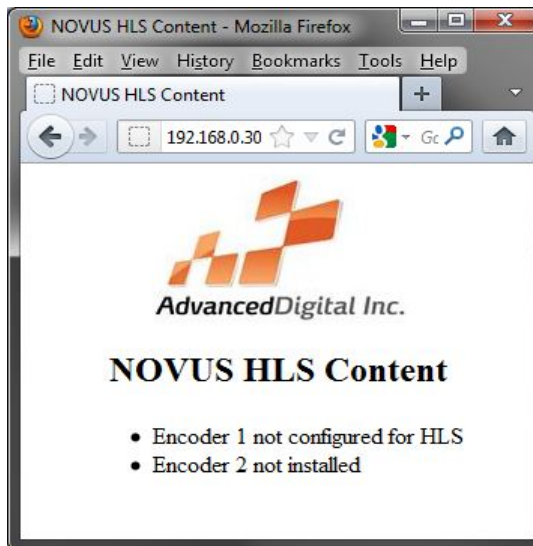 NOVUS HLS Content - Mozilla Firefox
File Edit View History Bookmarks Tools Help
NOVUS HLS Content
192.168.0.30
AdvancedDigital Inc.
NOVUS HLS Content
Encoder 1 not configured for HLS
Encoder 2 not installed